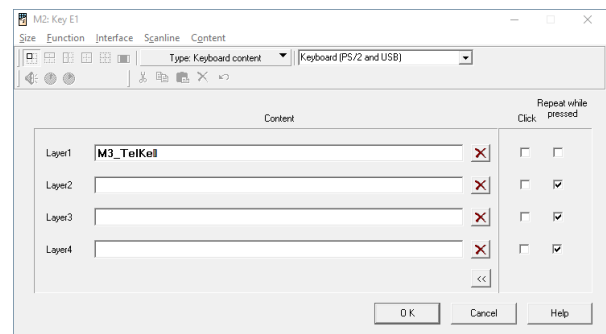 M2: Key E1
Size Function Interface Scanline Content
Type: Keyboard content Keyboard (PS/2 and USB)
Content Click Repeat while pressed
Layer1 M3_TelKell
Layer2
Layer3
Layer4
<<
OK Cancel Help